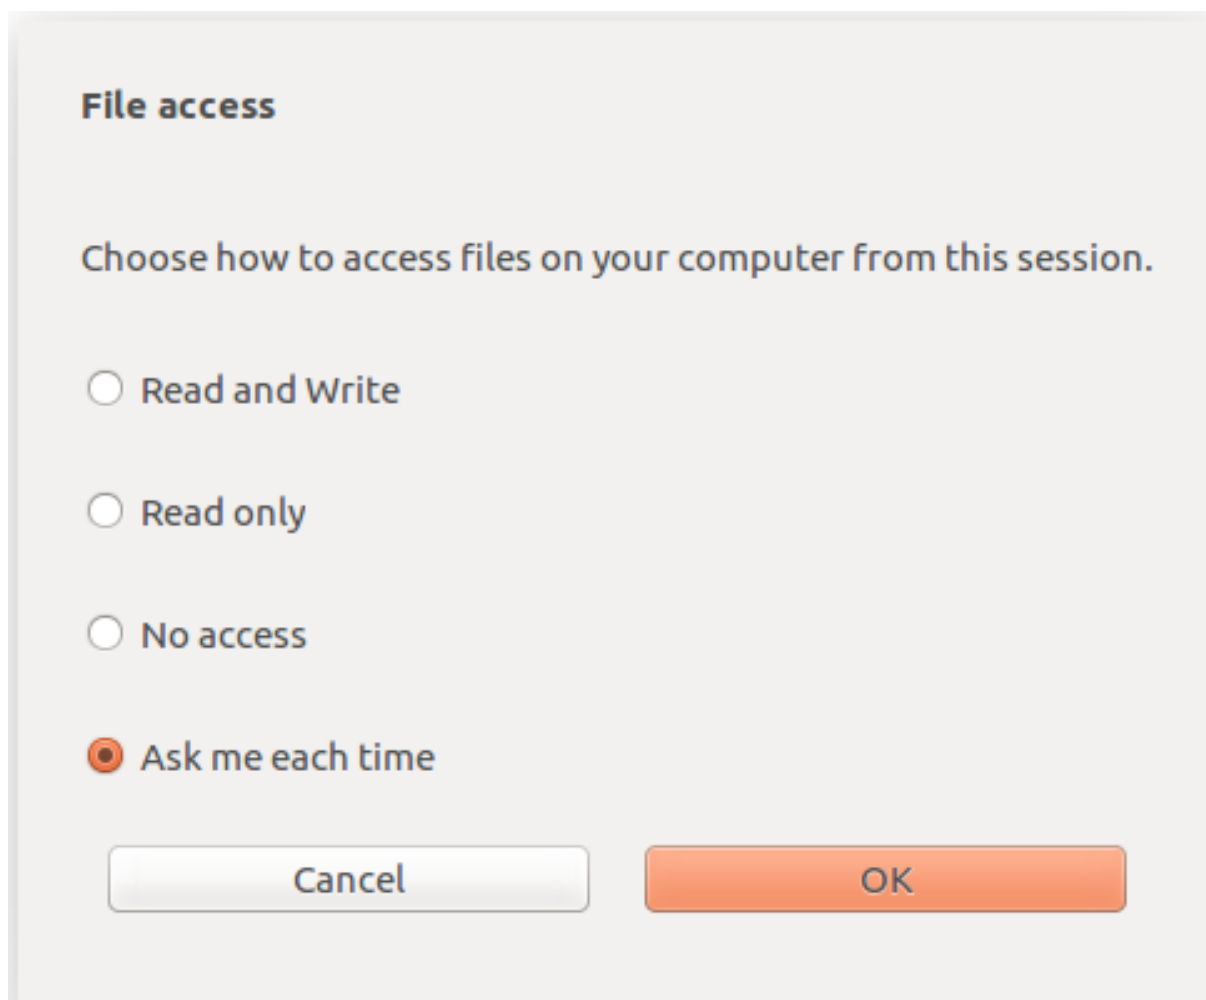 File access
Choose how to access files on your computer from this session.
Read and Write
Read only
No access
Ask me each time
Cancel
OK